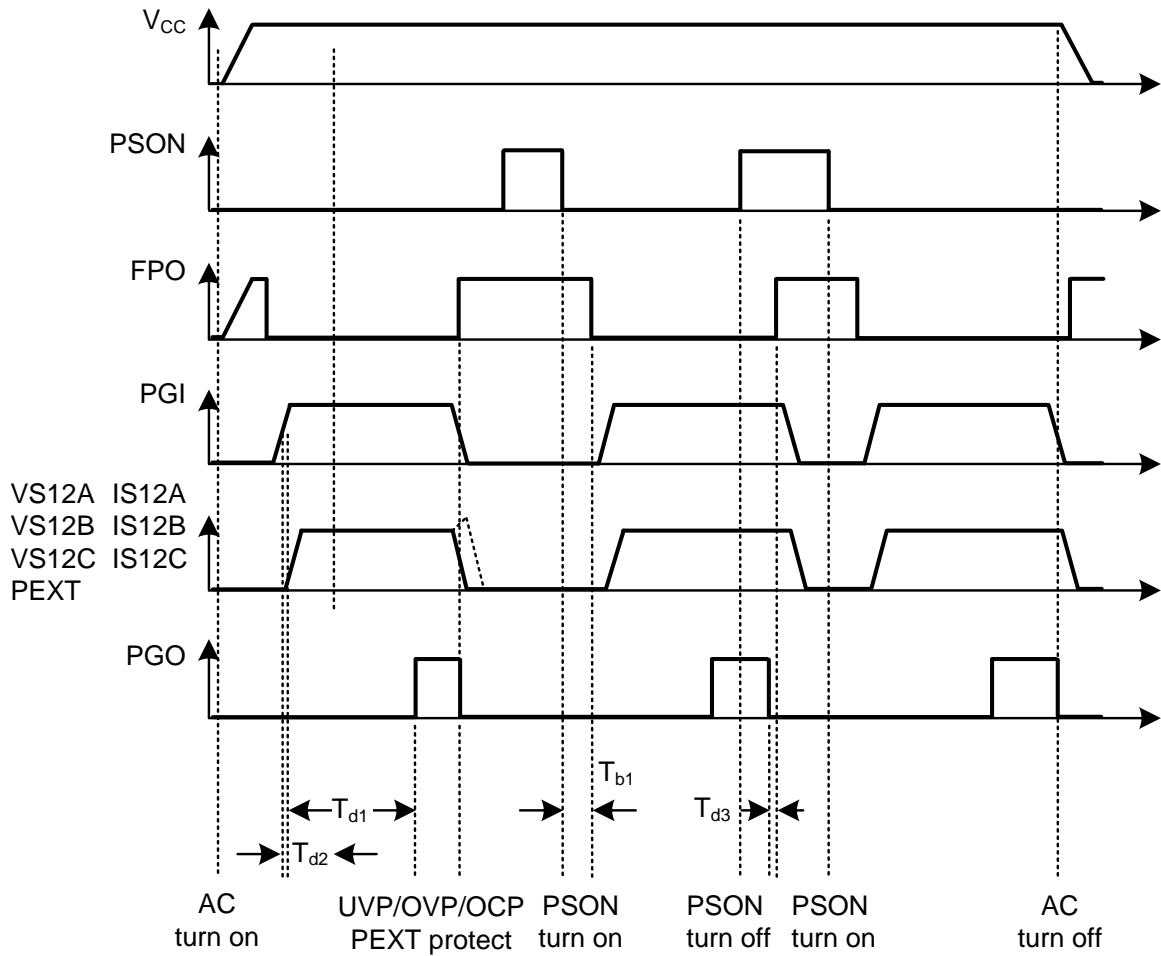 VCC
PSON
FPO
PGI
VS12A IS12A
VS12B IS12B
VS12C IS12C
PEXT
PGO
Tb1
Td1
Td3
Td2
AC
turn on
UVP/OVP/OCP
PEXT protect
PSON
turn on
PSON
turn off
PSON
turn on
AC
turn off